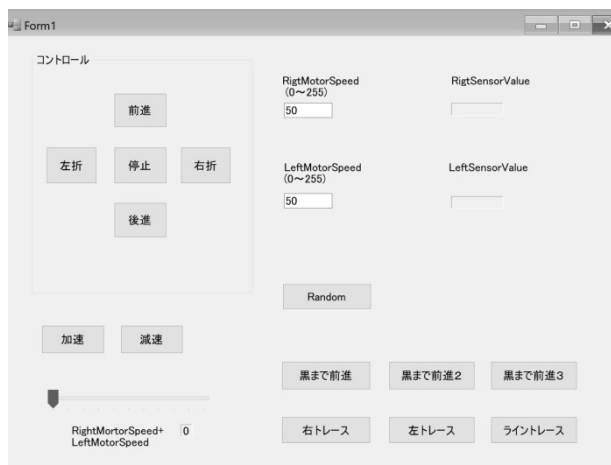 Form1
コントロール
前進
左折
停止
右折
後進
加速
減速
RightMortorSpeed+
LeftMotorSpeed
0
RigtMotorSpeed
(0～255)
50
RigtSensorValue
LeftMotorSpeed
(0～255)
50
LeftSensorValue
Random
黒まで前進
黒まで前進2
黒まで前進3
右トレース
左トレース
ライントレース